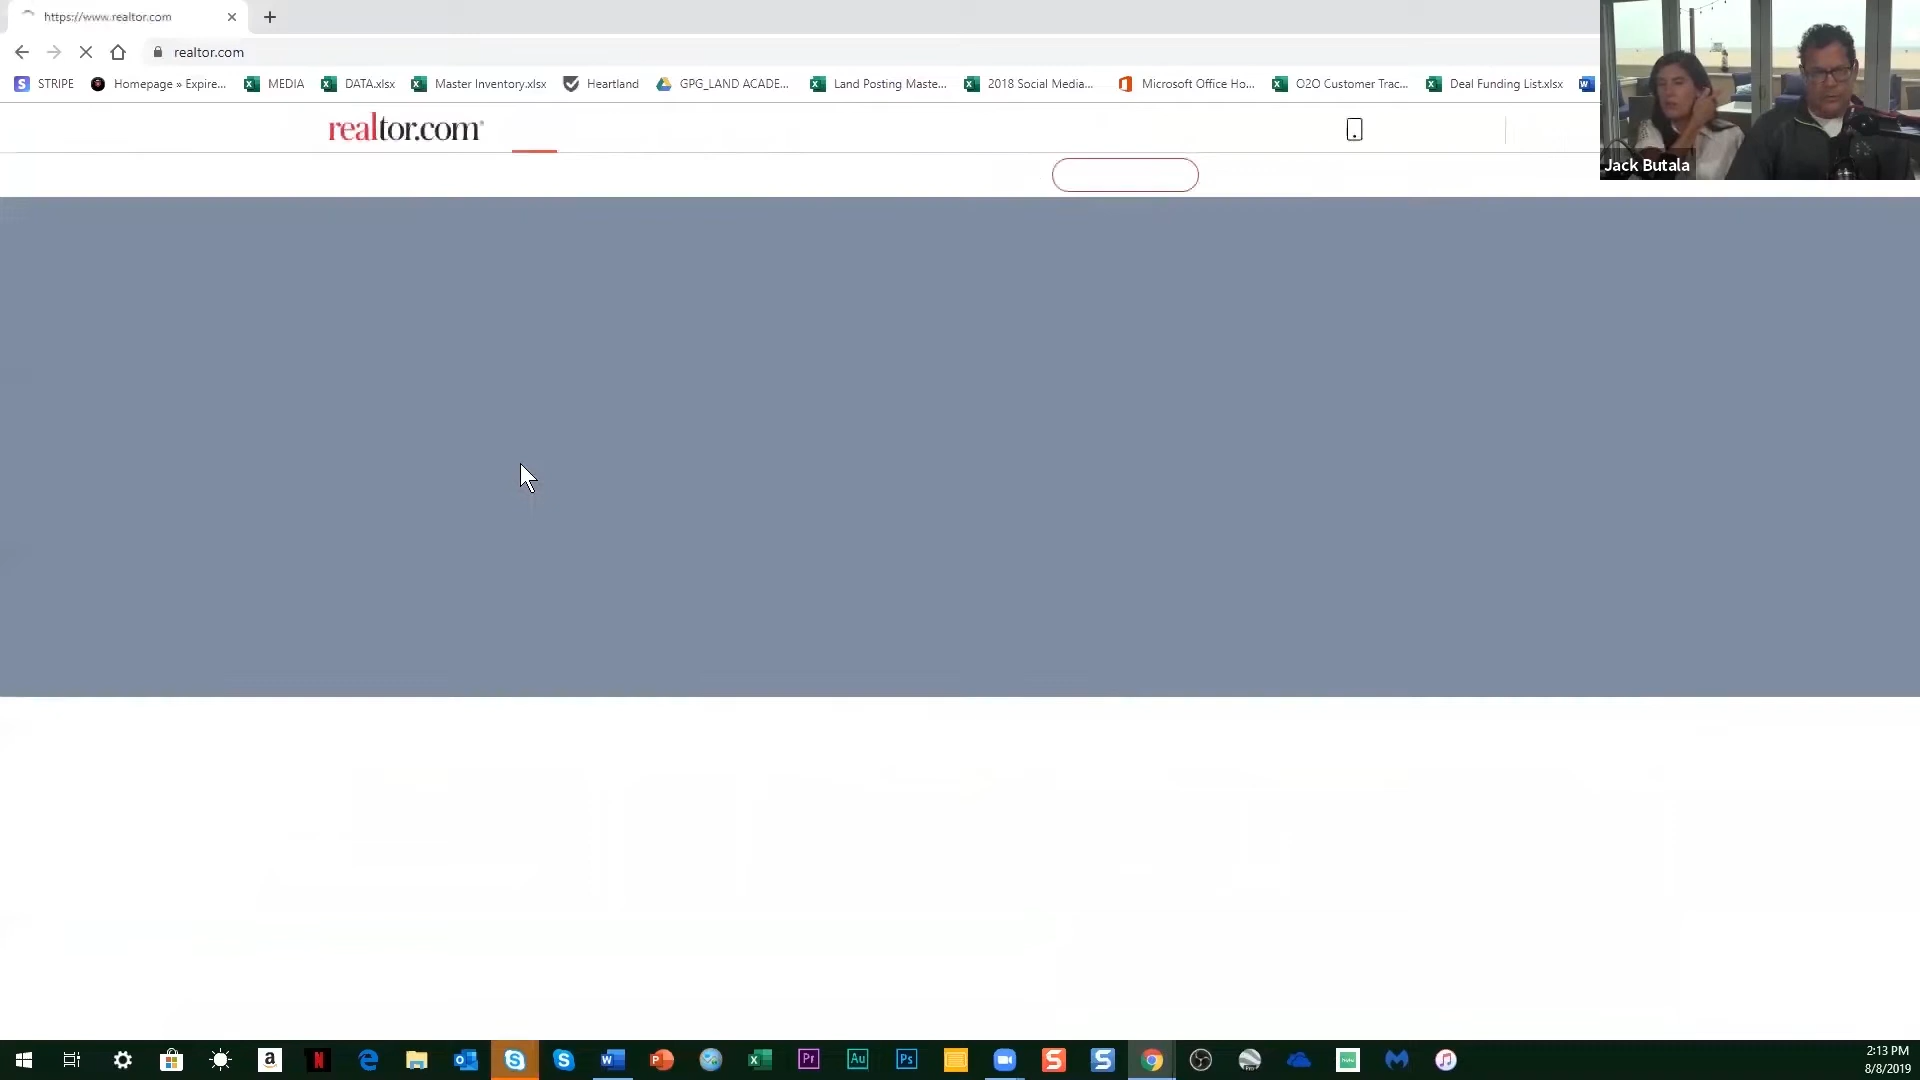 https://www.realtor.com
realtor.com
STRIPE Homepage » Expire... MEDIA DATA.xlsx Master Inventory.xlsx Heartland GPG_LAND ACADE... Land Posting Maste... 2018 Social Media... Microsoft Office Ho... O2O Customer Trac... Deal Funding List.xlsx
realtor.com
Jack Butala
2:13 PM
8/8/2019